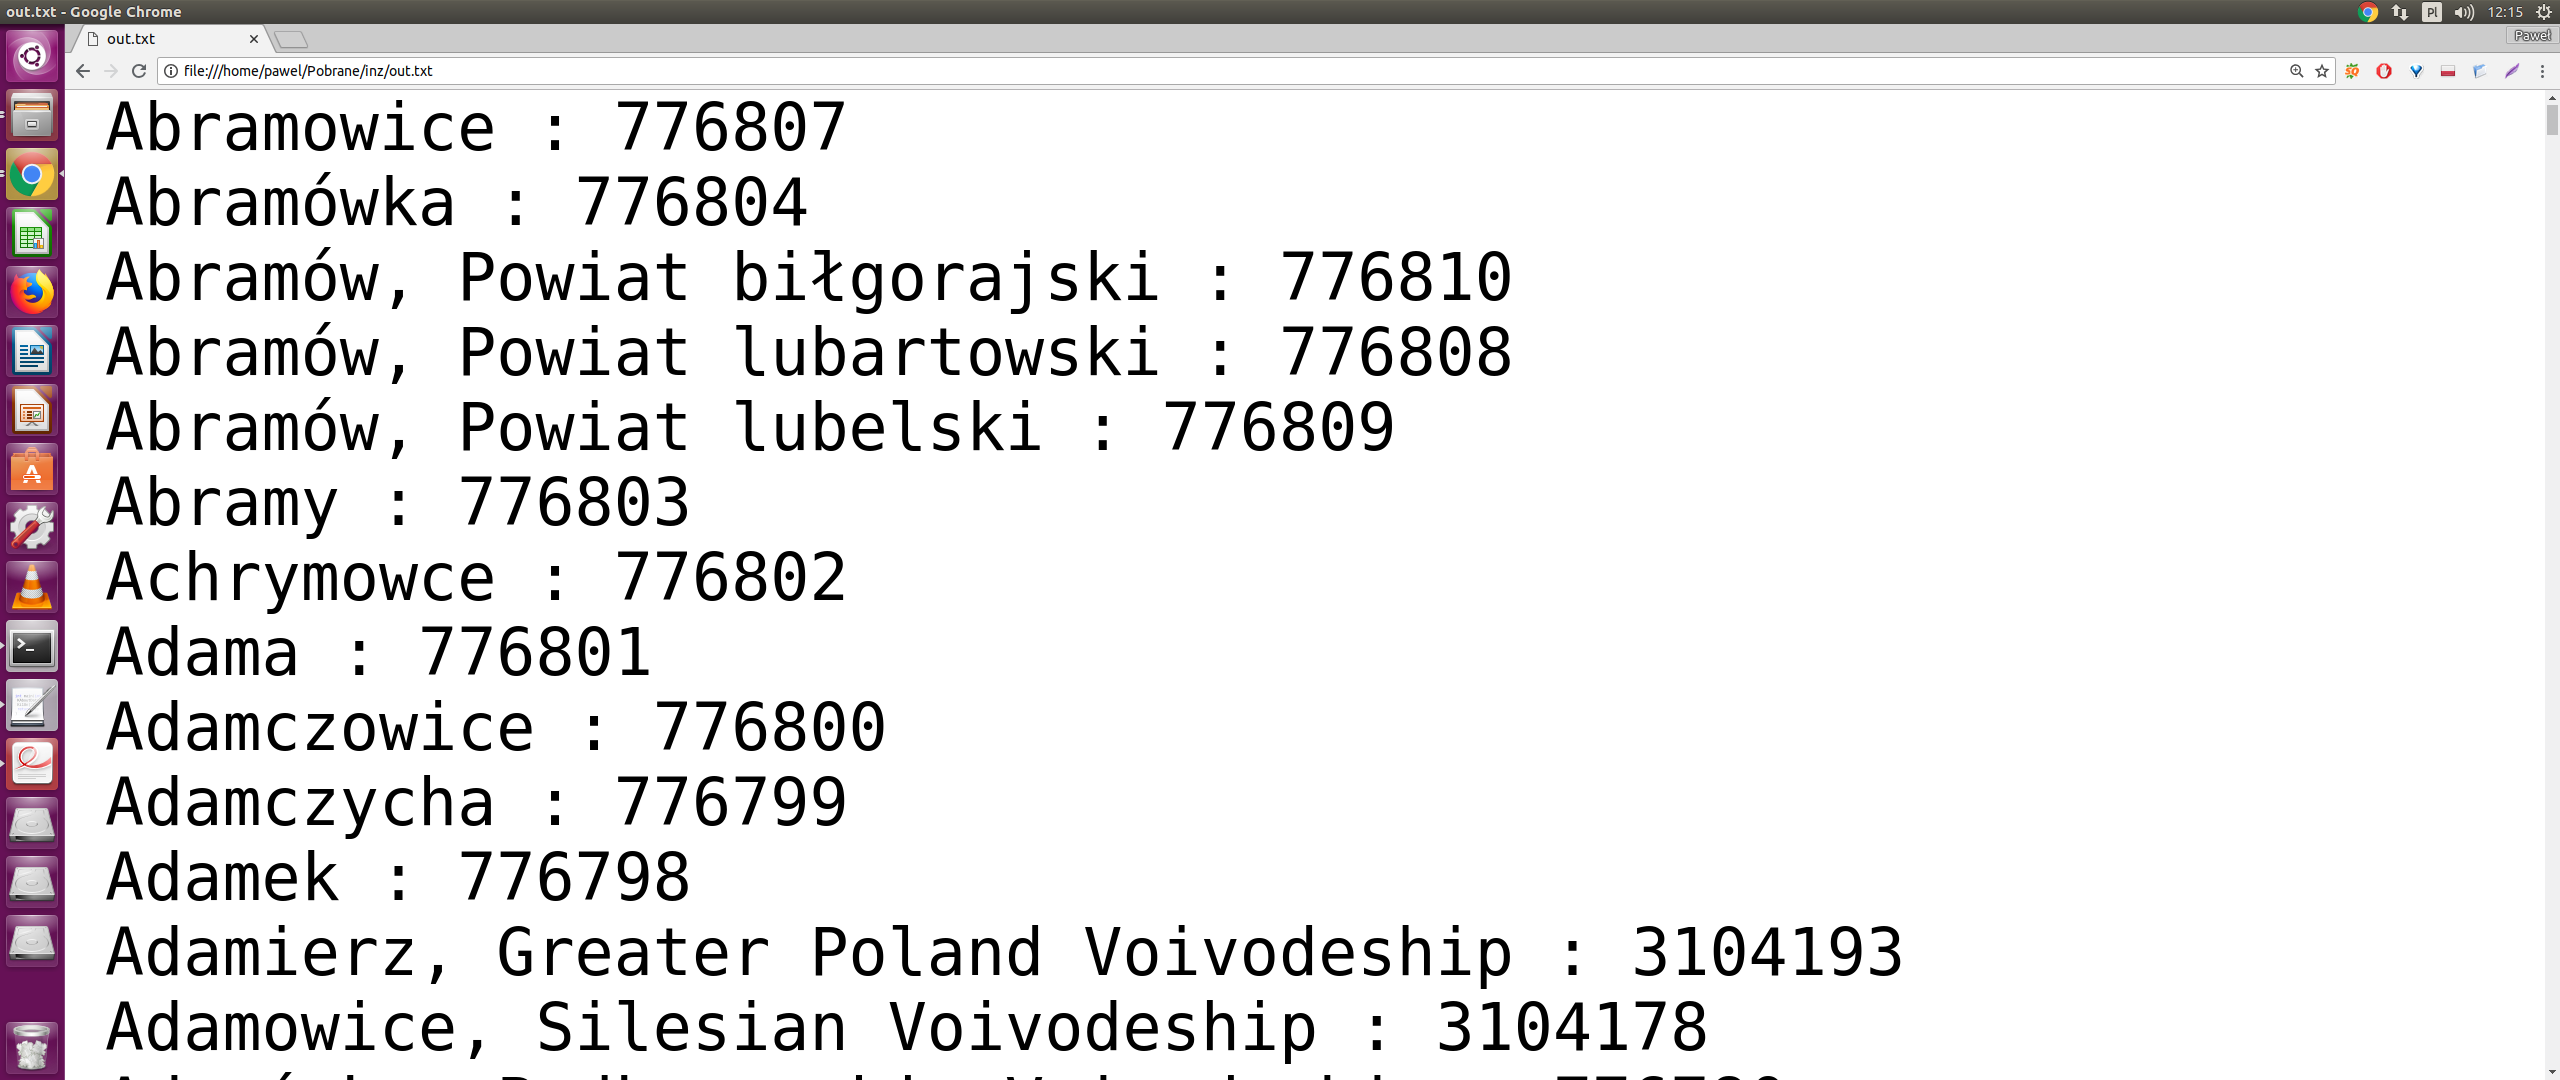 out.txt - Google Chrome
Pl
12:15
out.txt
Paweł
file:///home/pawel/Pobrane/inz/out.txt
Abramowice : 776807
Abramówka : 776804
Abramów, Powiat biłgorajski : 776810
Abramów, Powiat lubartowski : 776808
Abramów, Powiat lubelski : 776809
Abramy : 776803
Achrymowce : 776802
Adama : 776801
Adamczowice : 776800
Adamczycha : 776799
Adamek : 776798
Adamierz, Greater Poland Voivodeship : 3104193
Adamowice, Silesian Voivodeship : 3104178